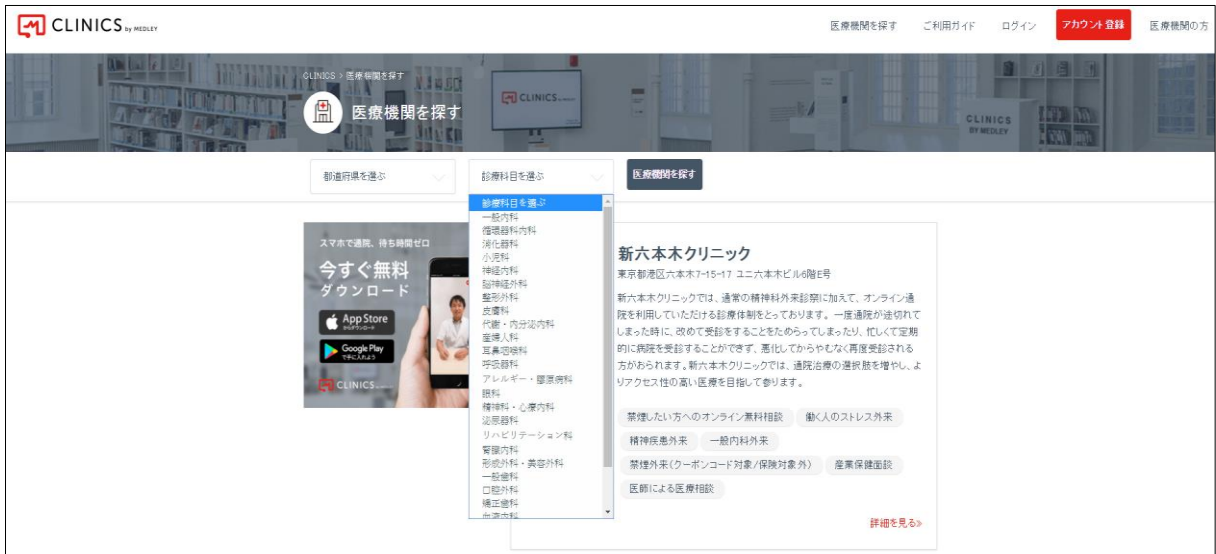 CLINICS by MEDLEY
医療機関を探す ご利用ガイド ログイン アカウント登録 医療機関の方
CLINICS > 医療機関を探す
医療機関を探す
CLINICS
CLINICS
BY MEDLEY
都道府県を選ぶ 診療科目を選ぶ 医療機関を探す
診療科目を選ぶ
一般内科
循環器科内科
消化器科
小児科
神経内科
脳神経外科
整形外科
皮膚科
代謝・内分泌内科
産婦人科
耳鼻咽喉科
呼吸器科
アレルギー・膠原病科
眼科
精神科・心療内科
泌尿器科
リハビリテーション科
腎臓内科
形成外科・美容外科
一般歯科
口腔外科
矯正歯科
血液内科
スマホで通院、待ち時間ゼロ
今すぐ無料
ダウンロード
App Store
からダウンロード
Google Play
で手に入れよう
CLINICS
新六本木クリニック
東京都港区六本木7-15-17 ユニ六本木ビル6階E号
新六本木クリニックでは、通常の精神科外来診察に加えて、オンライン通
院を利用していただける診療体制をとっております。一度通院が途切れて
しまった時に、改めて受診をすることをためらってしまったり、忙しくて定期
的に病院を受診することができず、悪化してからやむなく再度受診される
方がおられます。新六本木クリニックでは、通院治療の選択肢を増やし、よ
りアクセス性の高い医療を目指して参ります。
禁煙したい方へのオンライン無料相談 働く人のストレス外来
精神疾患外来 一般内科外来
禁煙外来(クーポンコード対象/保険対象外) 産業保健面談
医師による医療相談
詳細を見る»